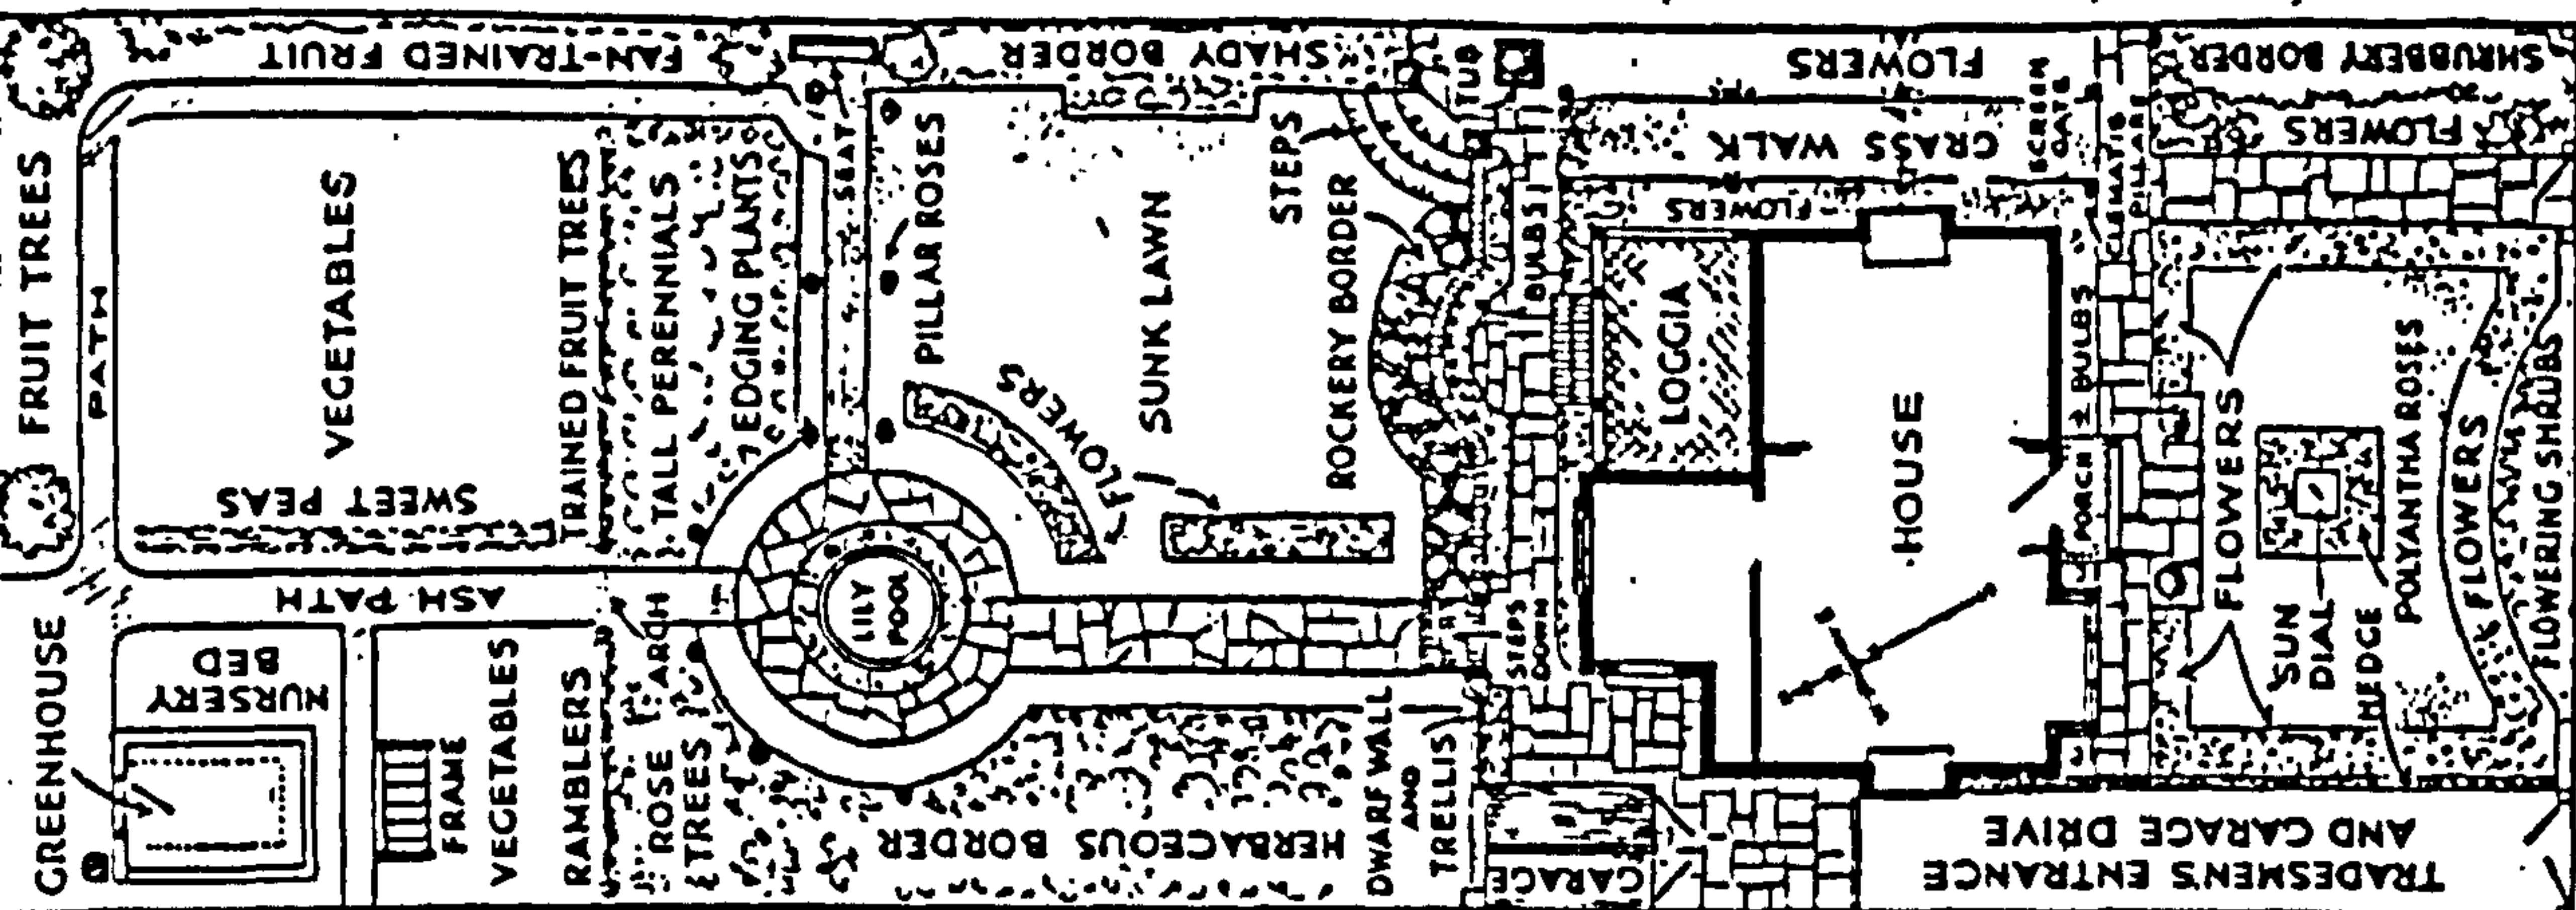 FRUIT TREES
PATH
FAN-TRAINED FRUIT
VEGETABLES
SWEET PEAS
TRAINED FRUIT TREES
TALL PERENNIALS
EDGING PLANTS
SEAT
PILLAR ROSES
SHADY BORDER
SUNK LAWN
FLOWERS
STEPS
ROCKERY BORDER
TUB
BULBS
FLOWERS
GRASS WALK
SCREEN
GATE
FLOWERS
LOGGIA
HOUSE
CLEMATIS
PILLARS
BULBS
PORCH
SHRUBBERY BORDER
FLOWERS
FLOWERS
SUN
DIAL
HEDGE
POLYANTHA ROSES
FLOWERS
FLOWERING SHRUBS
ASH PATH
GREENHOUSE
NURSERY
BED
FRAME
VEGETABLES
RAMBLERS
ROSE ARCH
TREES
LILY
POOL
HERBACEOUS BORDER
DWARF WALL
AND
TRELLIS
STEPS
DOWN
GARAGE
TRADESMEN'S ENTRANCE
AND GARAGE DRIVE